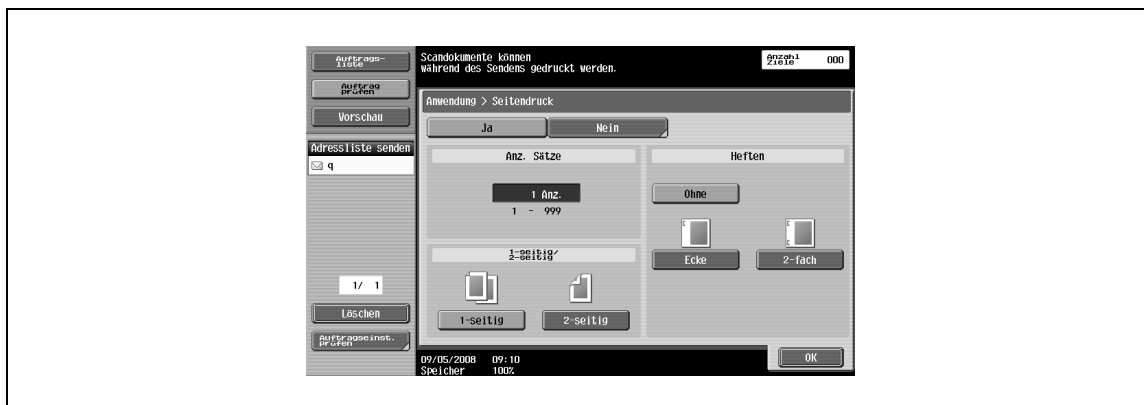 Auftrags-
liste
Auftrag
prüfen
Vorschau
Adressliste senden
q
1/ 1
Löschen
Auftragseinst.
prüfen
Scandokumente können
während des Sendens gedruckt werden.
Anzahl
Ziele 000
Anwendung > Seitendruck
Ja Nein
Anz. Sätze
1 Anz.
1 - 999
1-seitig/
2-seitig
1-seitig 2-seitig
Heften
Ohne
Ecke 2-fach
09/05/2008 09:10
Speicher 100%
OK